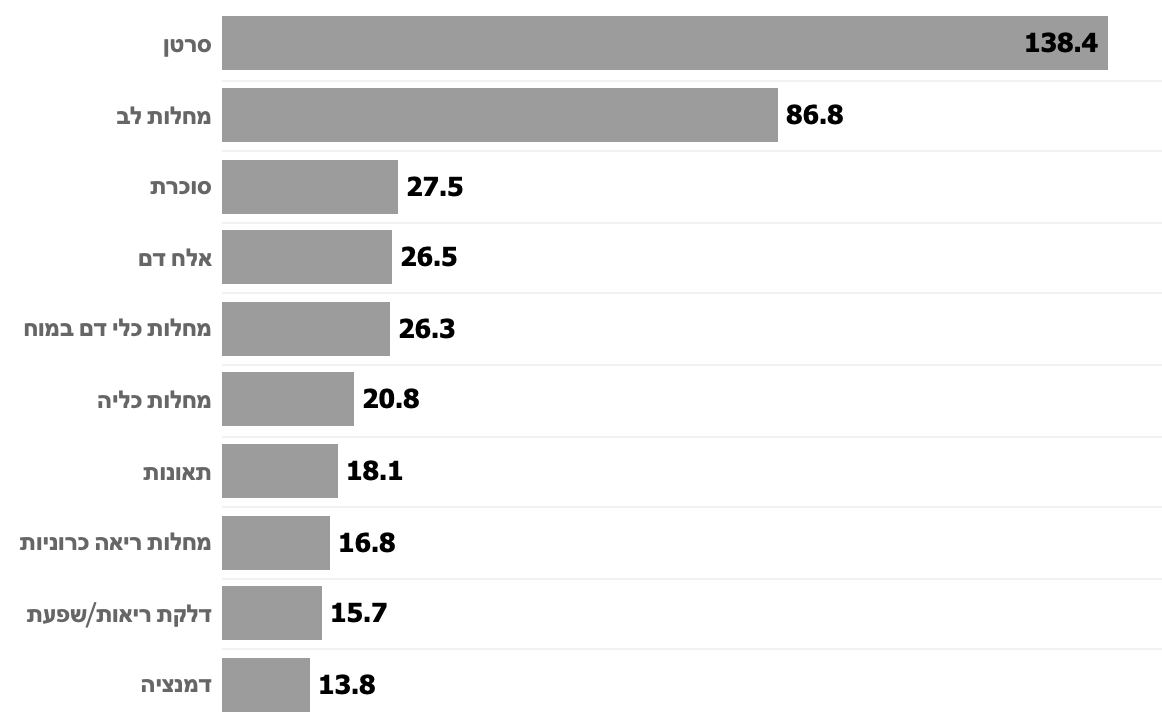 סרטן 138.4
מחלות לב 86.8
סוכרת 27.5
אלח דם 26.5
מחלות כלי דם במוח 26.3
מחלות כליה 20.8
תאונות 18.1
מחלות ריאה כרוניות 16.8
דלקת ריאות/שפעת 15.7
דמנציה 13.8